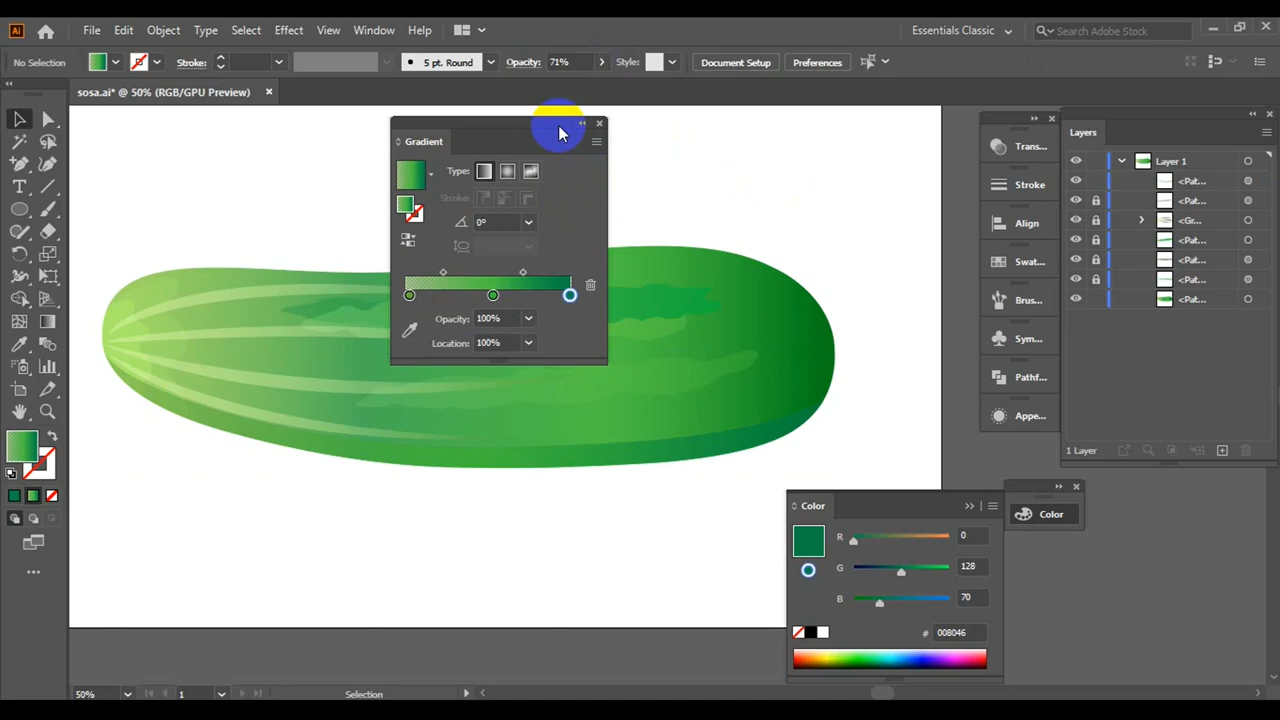 Ai File Edit Object Type Select Effect View Window Help Essentials Classic Search Adobe Stock
No Selection Stroke: 5 pt. Round Opacity: 71% Style: Document Setup Preferences
sosa.ai* @ 50% (RGB/GPU Preview)
Gradient
Type:
Stroke:
0°
Opacity: 100%
Location: 100%
Trans...
Stroke
Align
Swat...
Brus...
Sym...
Pathf...
Appe...
Layers
Layer 1
<Pat...
<Pat...
<Gr...
<Pat...
<Pat...
<Pat...
<Pat...
1 Layer
Color
Color
R 0
G 128
B 70
# 008046
50% 1 Selection